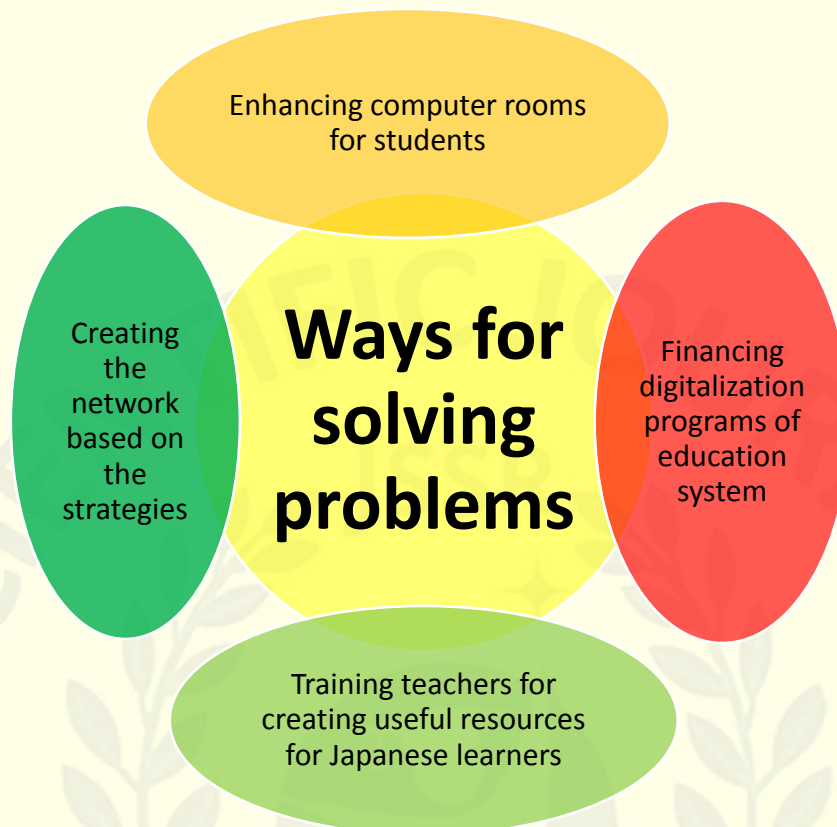 Enhancing computer rooms
for students
Ways for
solving
problems
Creating
the
network
based on
the
strategies
Financing
digitalization
programs of
education
system
Training teachers for
creating useful resources
for Japanese learners